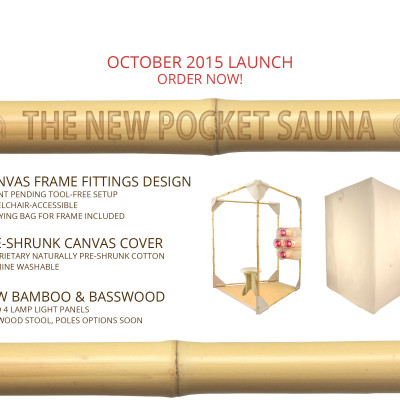 OCTOBER 2015 LAUNCH
ORDER NOW!
THE NEW POCKET SAUNA
NVAS FRAME FITTINGS DESIGN
NT PENDING TOOL-FREE SETUP
ELCHAIR-ACCESSIBLE
YING BAG FOR FRAME INCLUDED
E-SHRUNK CANVAS COVER
RIETARY NATURALLY PRE-SHRUNK COTTON
INE WASHABLE
W BAMBOO & BASSWOOD
4 LAMP LIGHT PANELS
WOOD STOOL, POLES OPTIONS SOON